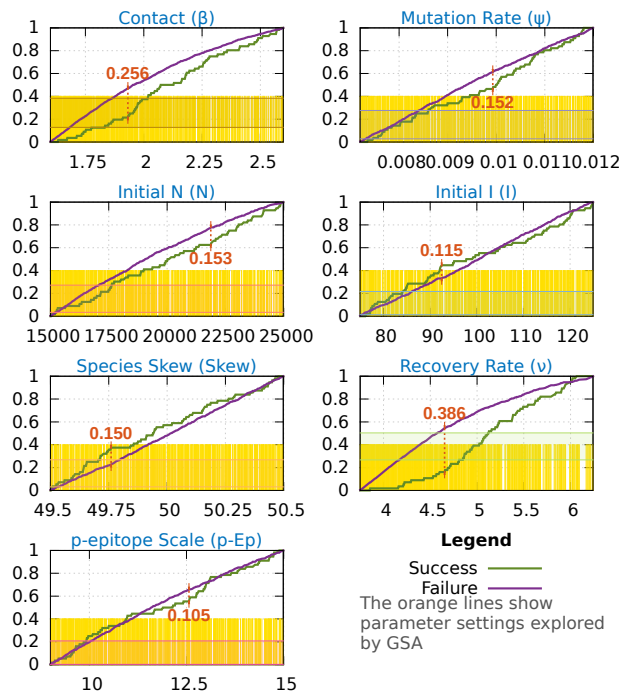 Contact (β)
1
0.8
0.6
0.4
0.2
0
0.256
1.75 2 2.25 2.5
Mutation Rate (ψ)
1
0.8
0.6
0.4
0.2
0
0.152
0.008 0.009 0.01 0.011 0.012
Initial N (N)
1
0.8
0.6
0.4
0.2
0
0.153
15000 17500 20000 22500 25000
Initial I (I)
1
0.8
0.6
0.4
0.2
0
0.115
80 90 100 110 120
Species Skew (Skew)
1
0.8
0.6
0.4
0.2
0
0.150
49.5 49.75 50 50.25 50.5
Recovery Rate (ν)
1
0.8
0.6
0.4
0.2
0
0.386
4 4.5 5 5.5 6
p-epitope Scale (p-Ep)
1
0.8
0.6
0.4
0.2
0
0.105
10 12.5 15
Legend
Success
Failure
The orange lines show
parameter settings explored
by GSA